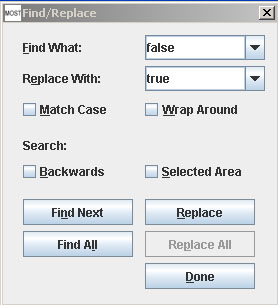 MOST Find/Replace
Find What: false
Replace With: true
Match Case Wrap Around
Search:
Backwards Selected Area
Find Next Replace
Find All Replace All
Done